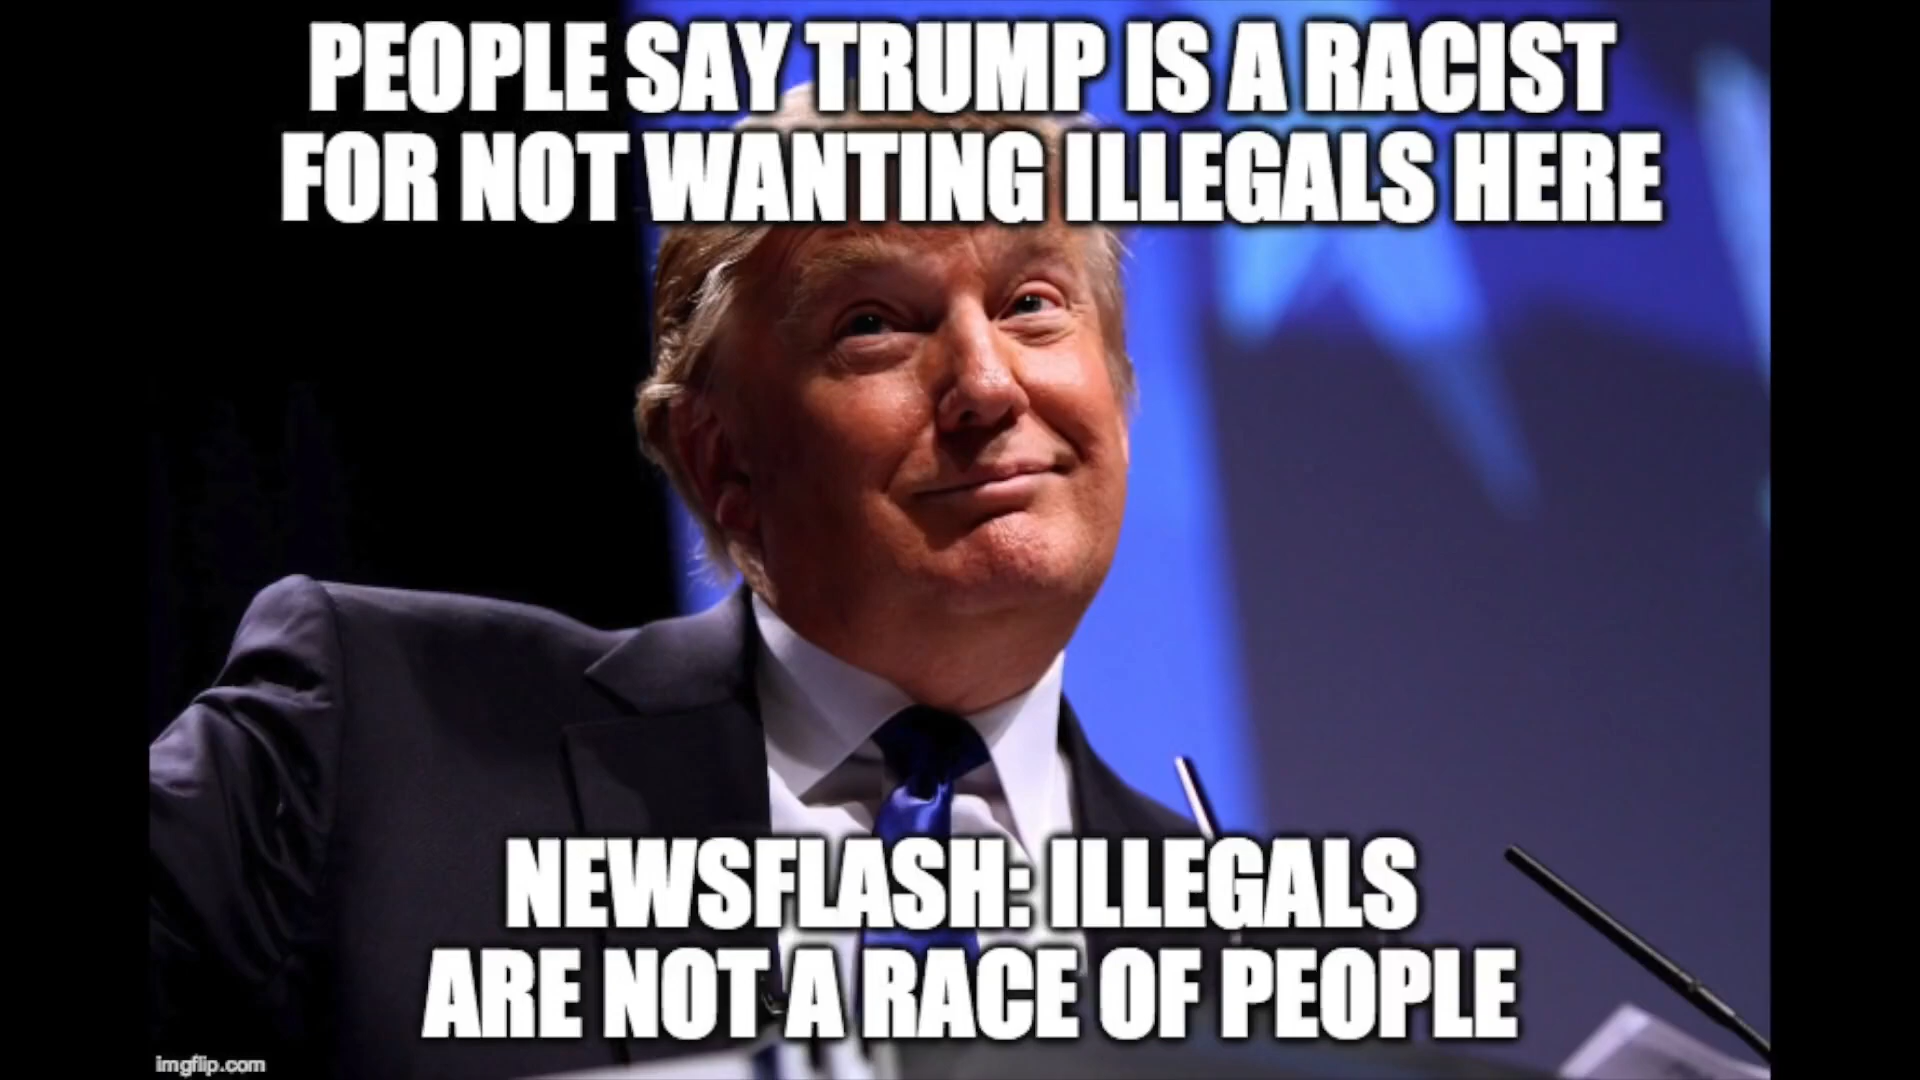 PEOPLE SAY TRUMP IS A RACIST
FOR NOT WANTING ILLEGALS HERE
NEWSFLASH: ILLEGALS
ARE NOT A RACE OF PEOPLE
imgflip.com